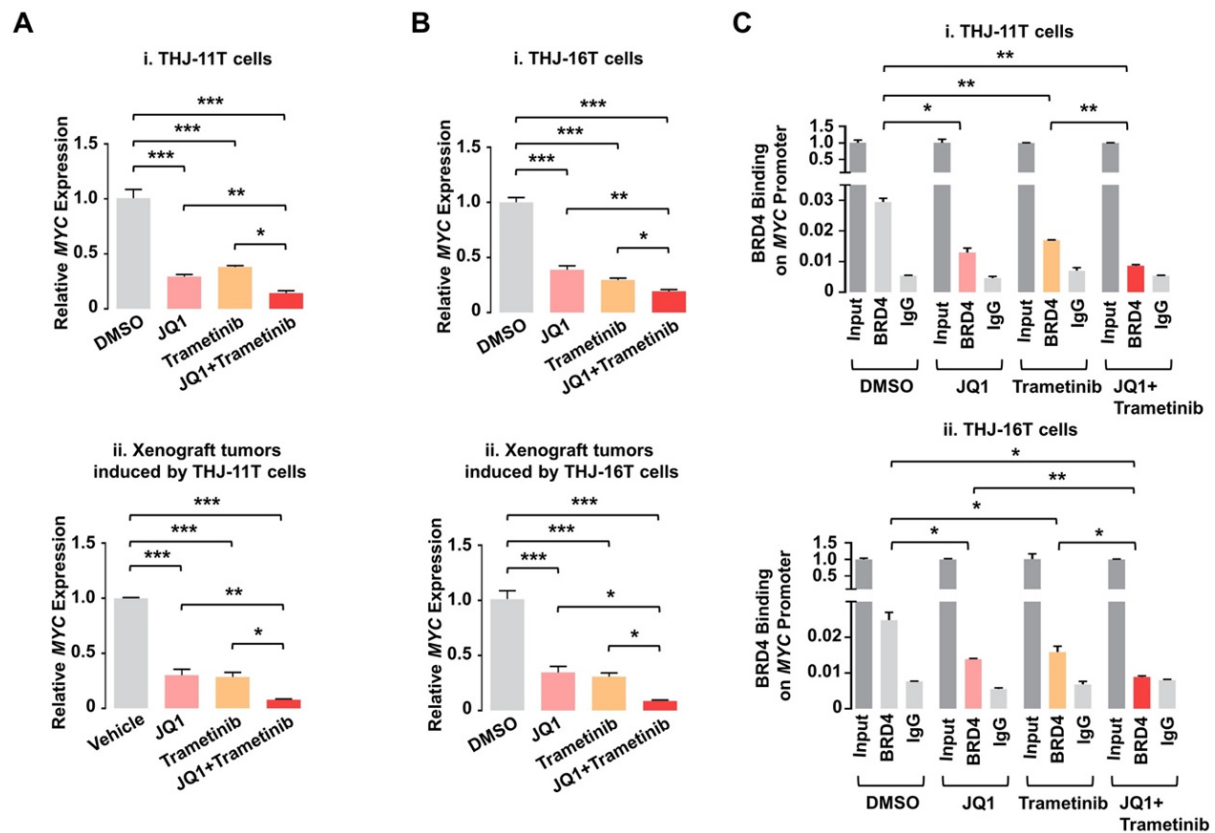 A
i. THJ-11T cells
Relative MYC Expression
1.5
1.0
0.5
0
***
***
***
**
*
DMSO
JQ1
Trametinib
JQ1+Trametinib
ii. Xenograft tumors
induced by THJ-11T cells
Relative MYC Expression
1.5
1.0
0.5
0
***
***
***
**
*
Vehicle
JQ1
Trametinib
JQ1+Trametinib
B
i. THJ-16T cells
Relative MYC Expression
1.5
1.0
0.5
0
***
***
***
**
*
DMSO
JQ1
Trametinib
JQ1+Trametinib
ii. Xenograft tumors
induced by THJ-16T cells
Relative MYC Expression
1.5
1.0
0.5
0
***
***
***
*
*
DMSO
JQ1
Trametinib
JQ1+Trametinib
C
i. THJ-11T cells
BRD4 Binding
on MYC Promoter
1.0
0.5
0.03
0.02
0.01
0
**
**
*
**
Input
BRD4
IgG
Input
BRD4
IgG
Input
BRD4
IgG
Input
BRD4
IgG
DMSO
JQ1
Trametinib
JQ1+
Trametinib
ii. THJ-16T cells
BRD4 Binding
on MYC Promoter
1.0
0.5
0.02
0.01
0
*
**
*
*
*
Input
BRD4
IgG
Input
BRD4
IgG
Input
BRD4
IgG
Input
BRD4
IgG
DMSO
JQ1
Trametinib
JQ1+
Trametinib